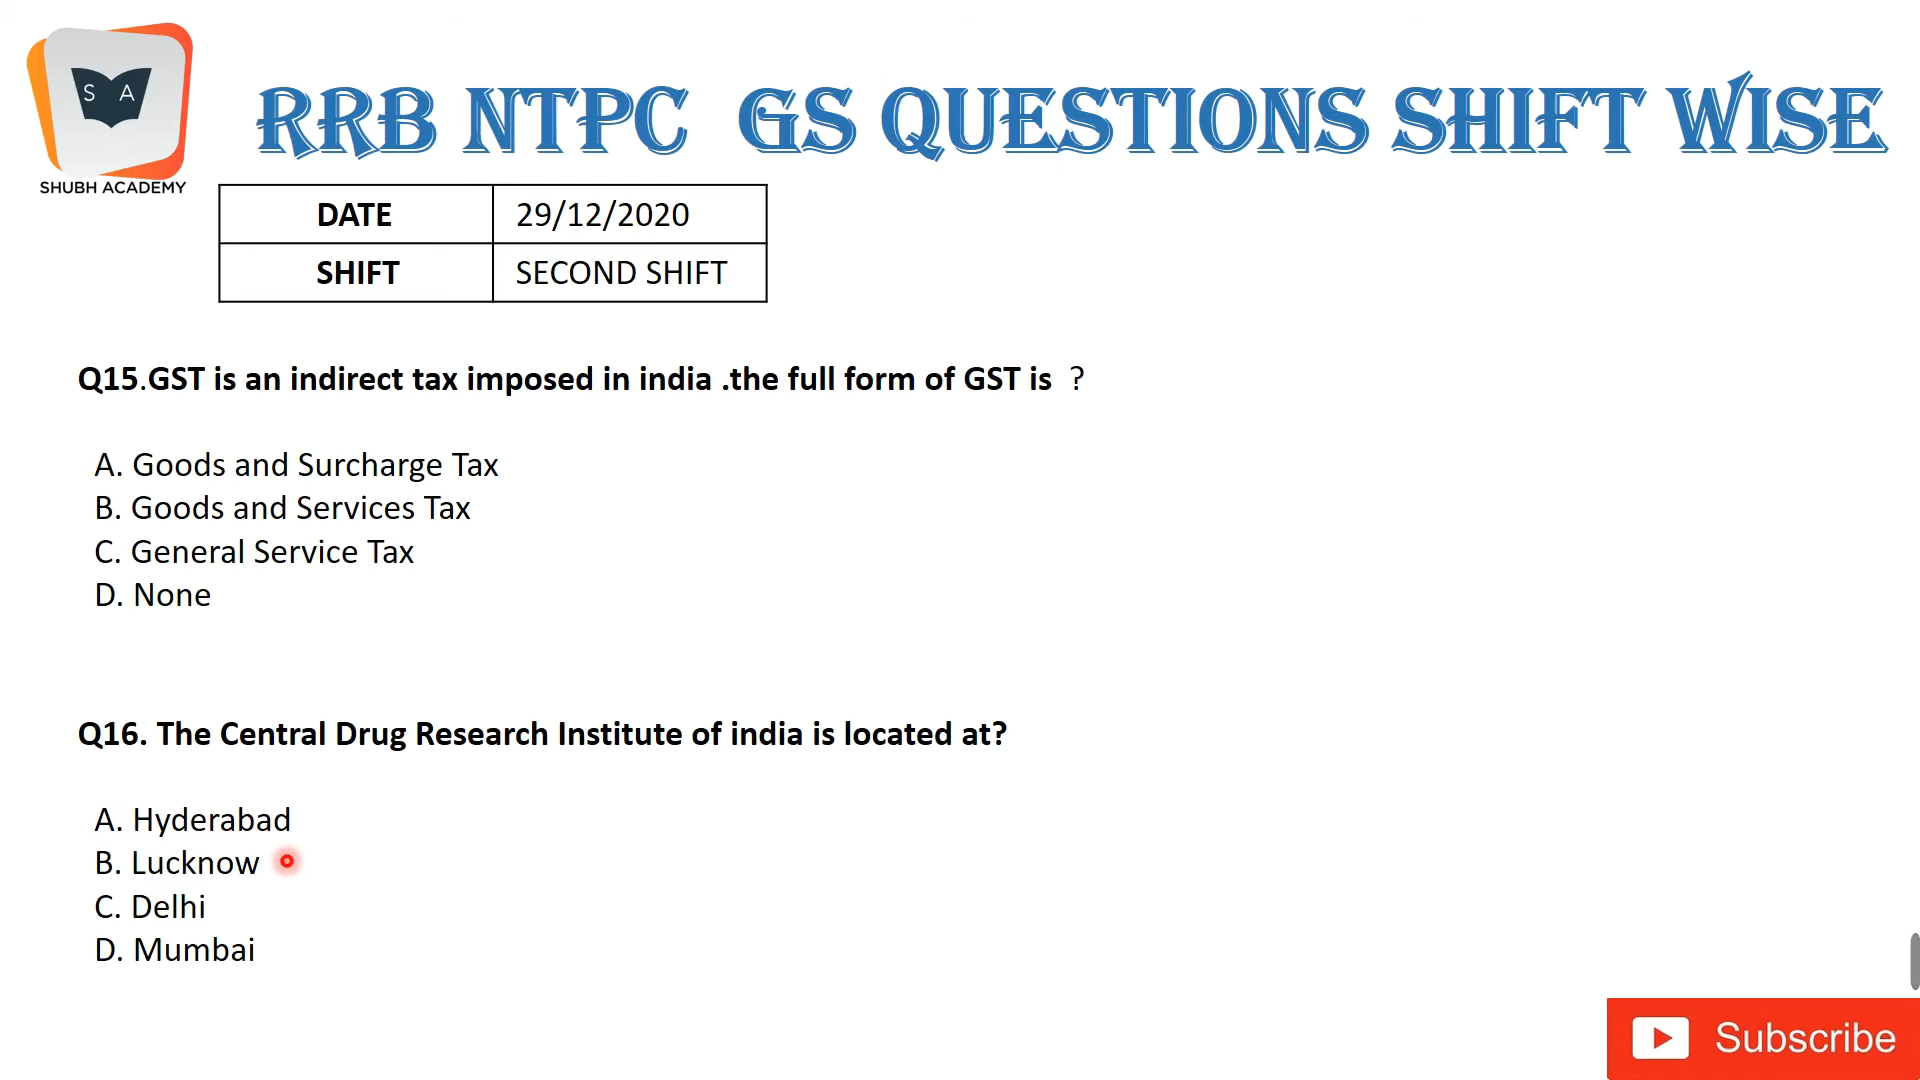 S A
SHUBH ACADEMY
RRB NTPC GS QUESTIONS SHIFT WISE
DATE 29/12/2020
SHIFT SECOND SHIFT
Q15.GST is an indirect tax imposed in india .the full form of GST is ?
A. Goods and Surcharge Tax
B. Goods and Services Tax
C. General Service Tax
D. None
Q16. The Central Drug Research Institute of india is located at?
A. Hyderabad
B. Lucknow
C. Delhi
D. Mumbai
Subscribe